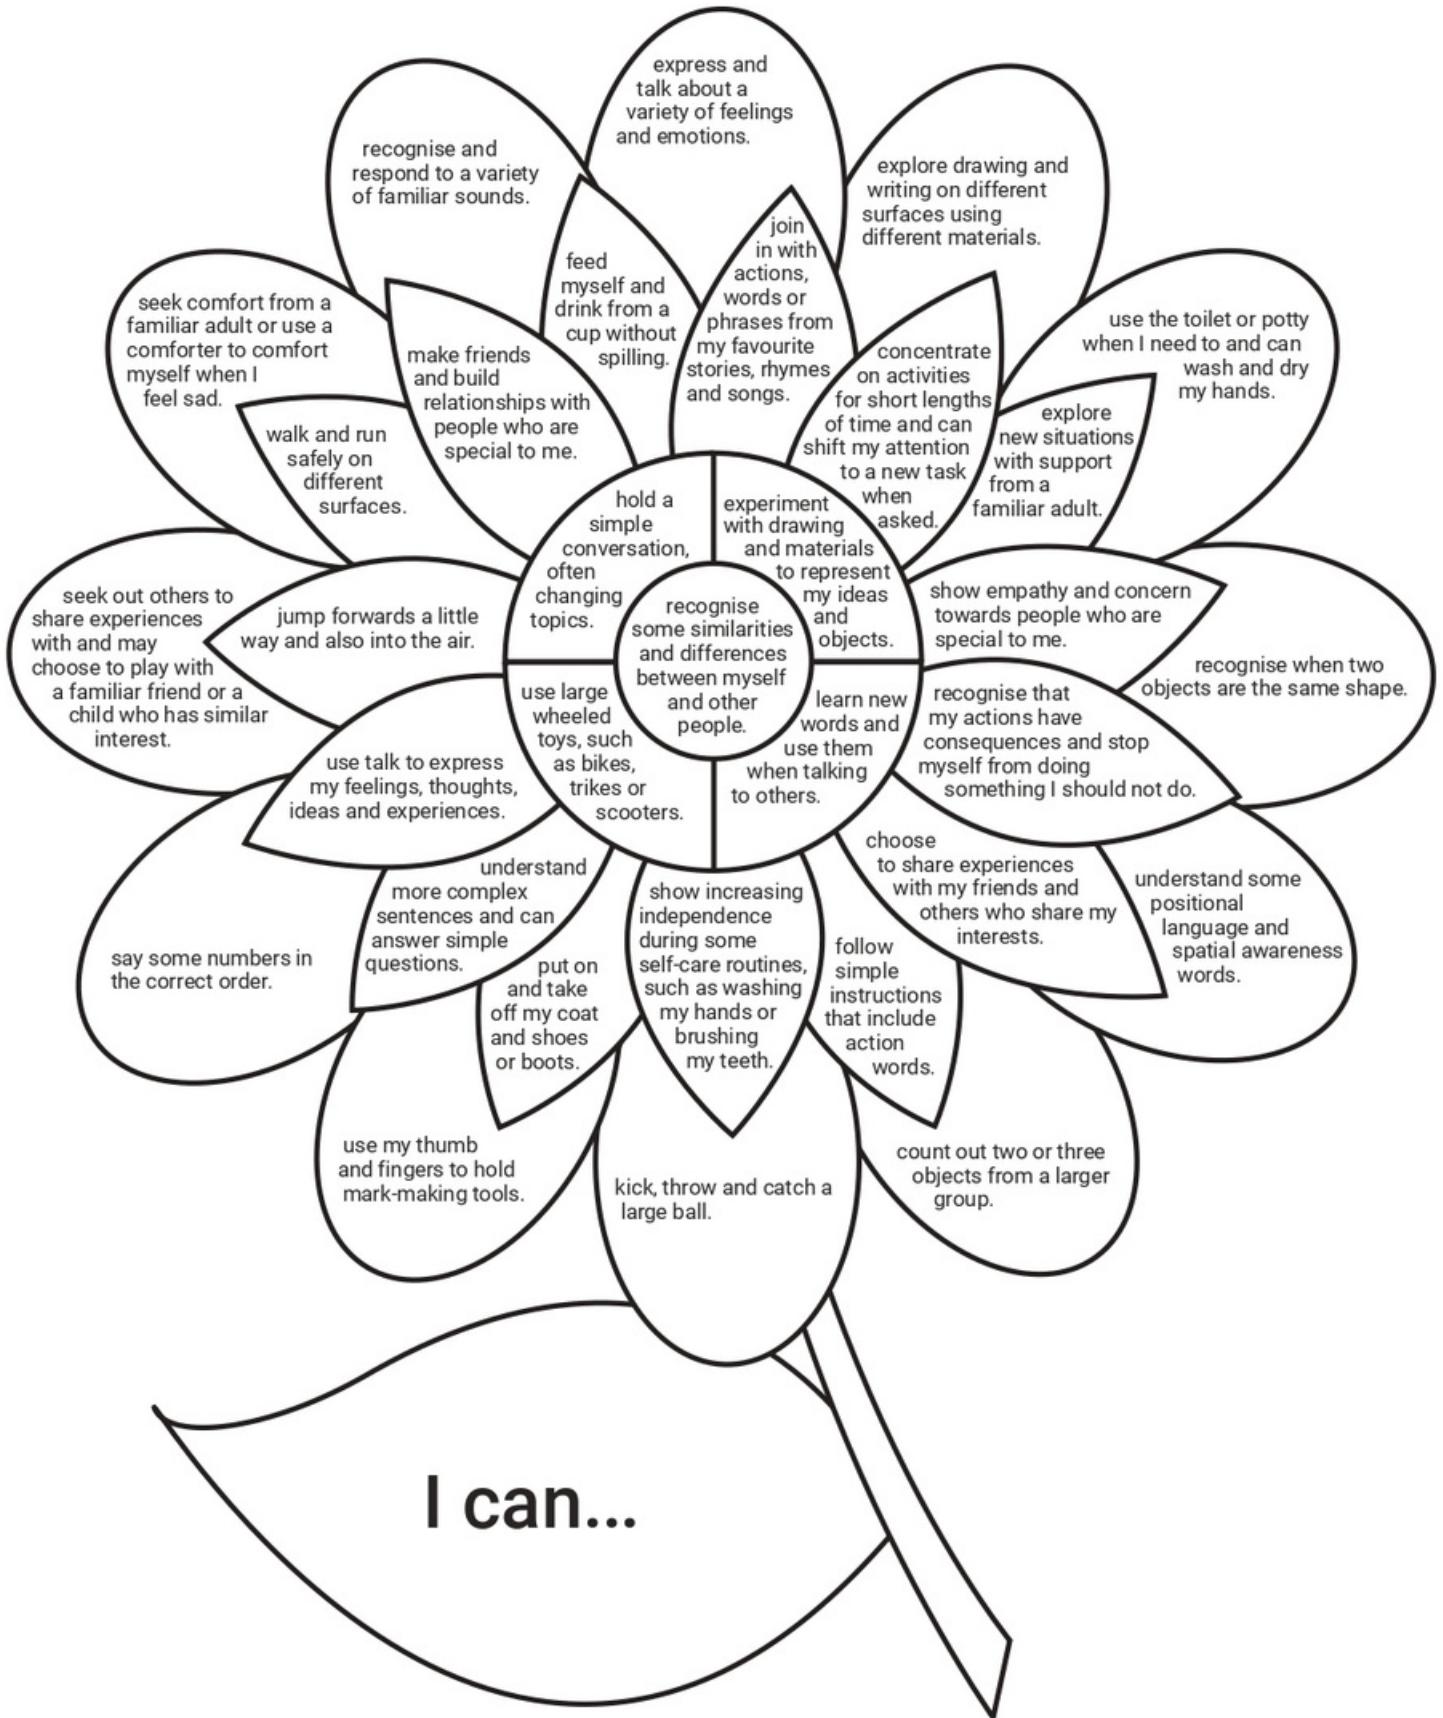 express and
talk about a
variety of feelings
and emotions.
explore drawing and
writing on different
surfaces using
different materials.
use the toilet or potty
when I need to and can
wash and dry
my hands.
recognise when two
objects are the same shape.
understand some
positional
language and
spatial awareness
words.
count out two or three
objects from a larger
group.
kick, throw and catch a
large ball.
use my thumb
and fingers to hold
mark-making tools.
say some numbers in
the correct order.
seek out others to
share experiences
with and may
choose to play with
a familiar friend or a
child who has similar
interest.
seek comfort from a
familiar adult or use a
comforter to comfort
myself when I
feel sad.
recognise and
respond to a variety
of familiar sounds.
feed
myself and
drink from a
cup without
spilling.
join
in with
actions,
words or
phrases from
my favourite
stories, rhymes
and songs.
concentrate
on activities
for short lengths
of time and can
shift my attention
to a new task
when
asked.
explore
new situations
with support
from a
familiar adult.
show empathy and concern
towards people who are
special to me.
recognise that
my actions have
consequences and stop
myself from doing
something I should not do.
choose
to share experiences
with my friends and
others who share my
interests.
follow
simple
instructions
that include
action
words.
show increasing
independence
during some
self-care routines,
such as washing
my hands or
brushing
my teeth.
put on
and take
off my coat
and shoes
or boots.
understand
more complex
sentences and can
answer simple
questions.
use talk to express
my feelings, thoughts,
ideas and experiences.
jump forwards a little
way and also into the air.
walk and run
safely on
different
surfaces.
make friends
and build
relationships with
people who are
special to me.
hold a
simple
conversation,
often
changing
topics.
experiment
with drawing
and materials
to represent
my ideas
and
objects.
learn new
words and
use them
when talking
to others.
use large
wheeled
toys, such
as bikes,
trikes or
scooters.
recognise
some similarities
and differences
between myself
and other
people.
I can...